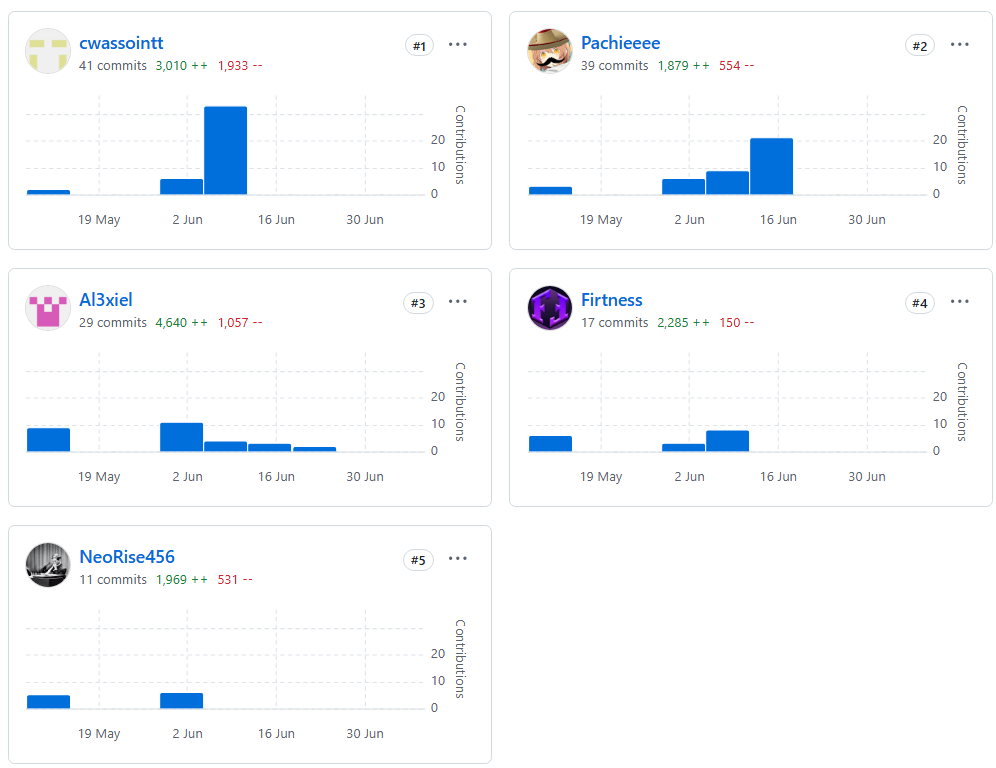 cwassointt
#1
41 commits 3,010 ++ 1,933 --
Contributions
20
10
0
19 May 2 Jun 16 Jun 30 Jun
Pachieeee
#2
39 commits 1,879 ++ 554 --
Contributions
20
10
0
19 May 2 Jun 16 Jun 30 Jun
Al3xiel
#3
29 commits 4,640 ++ 1,057 --
Contributions
20
10
0
19 May 2 Jun 16 Jun 30 Jun
Firtness
#4
17 commits 2,285 ++ 150 --
Contributions
20
10
0
19 May 2 Jun 16 Jun 30 Jun
NeoRise456
#5
11 commits 1,969 ++ 531 --
Contributions
20
10
0
19 May 2 Jun 16 Jun 30 Jun